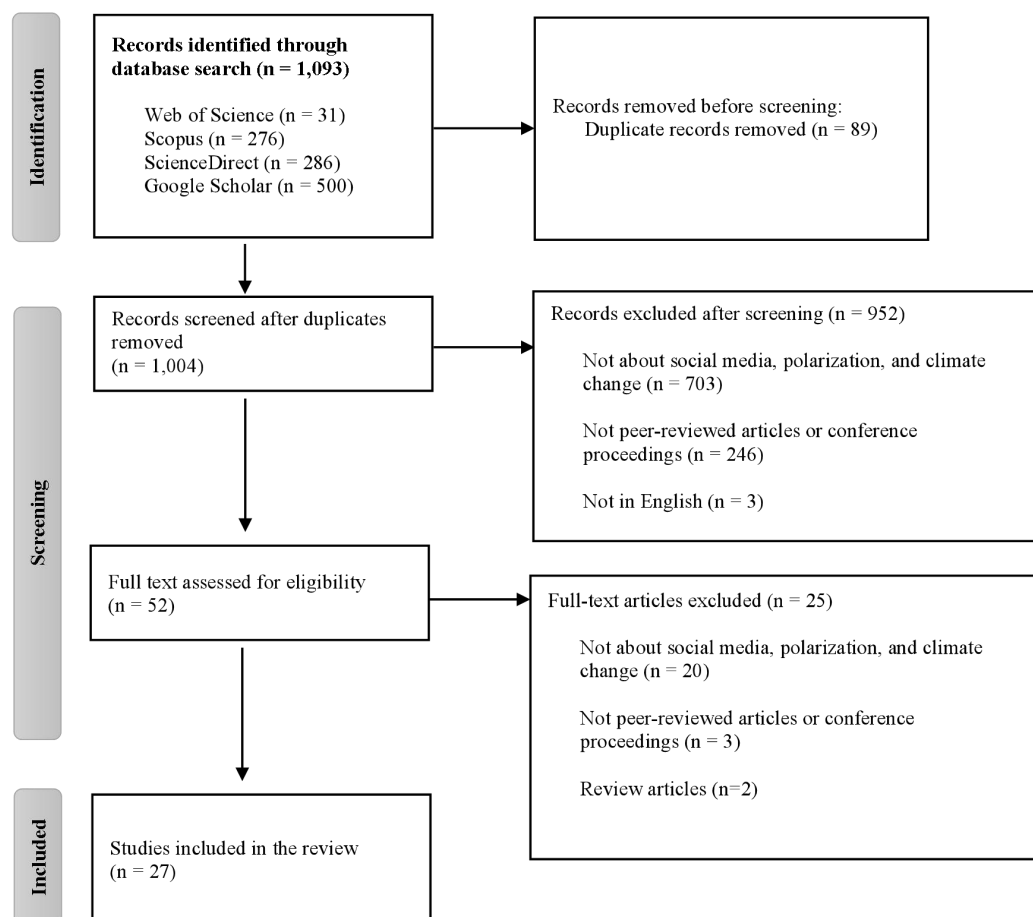 Identification
Records identified through
database search (n = 1,093)
Web of Science (n = 31)
Scopus (n = 276)
ScienceDirect (n = 286)
Google Scholar (n = 500)
Records removed before screening:
Duplicate records removed (n = 89)
Screening
Records screened after duplicates
removed
(n = 1,004)
Records excluded after screening (n = 952)
Not about social media, polarization, and climate
change (n = 703)
Not peer-reviewed articles or conference
proceedings (n = 246)
Not in English (n = 3)
Full text assessed for eligibility
(n = 52)
Full-text articles excluded (n = 25)
Not about social media, polarization, and climate
change (n = 20)
Not peer-reviewed articles or conference
proceedings (n = 3)
Review articles (n=2)
Included
Studies included in the review
(n = 27)